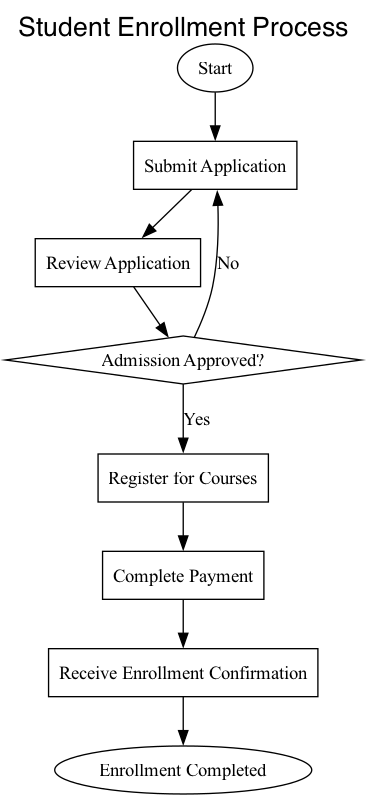 Student Enrollment Process
Start
Submit Application
Review Application
No
Admission Approved?
Yes
Register for Courses
Complete Payment
Receive Enrollment Confirmation
Enrollment Completed